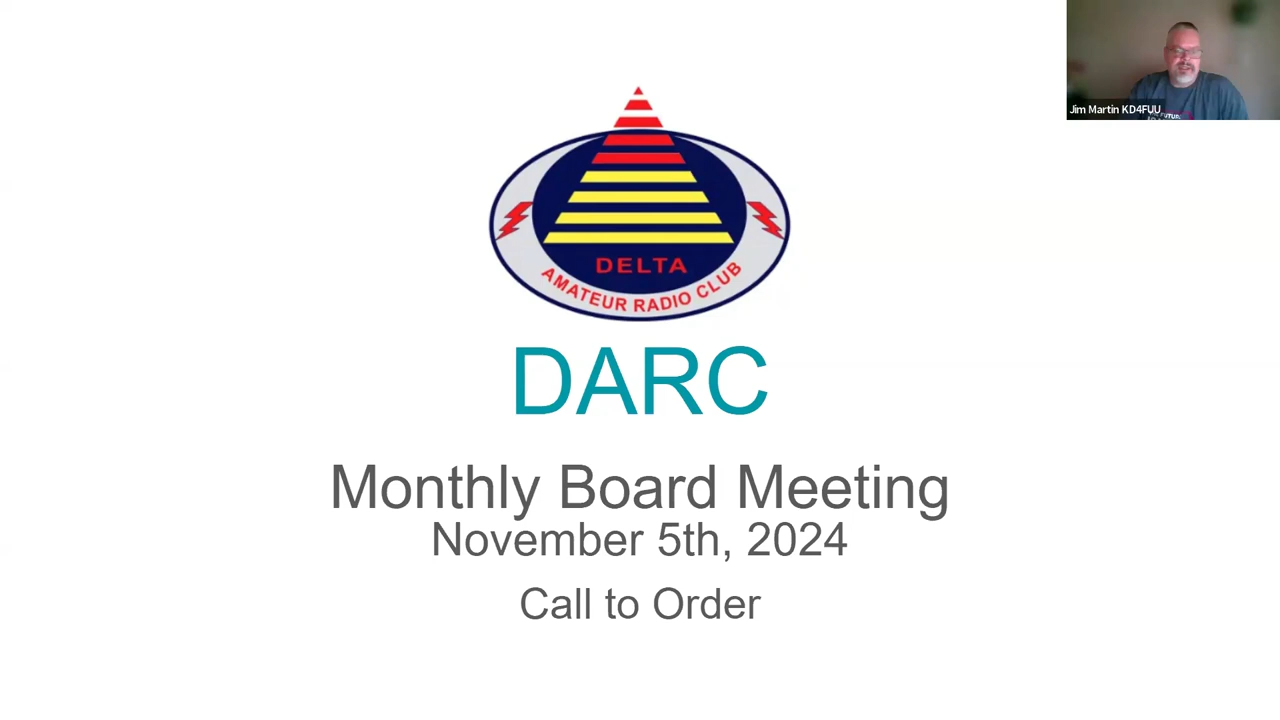 Jim Martin KD4FUU
DELTA
AMATEUR RADIO CLUB
DARC
Monthly Board Meeting
November 5th, 2024
Call to Order